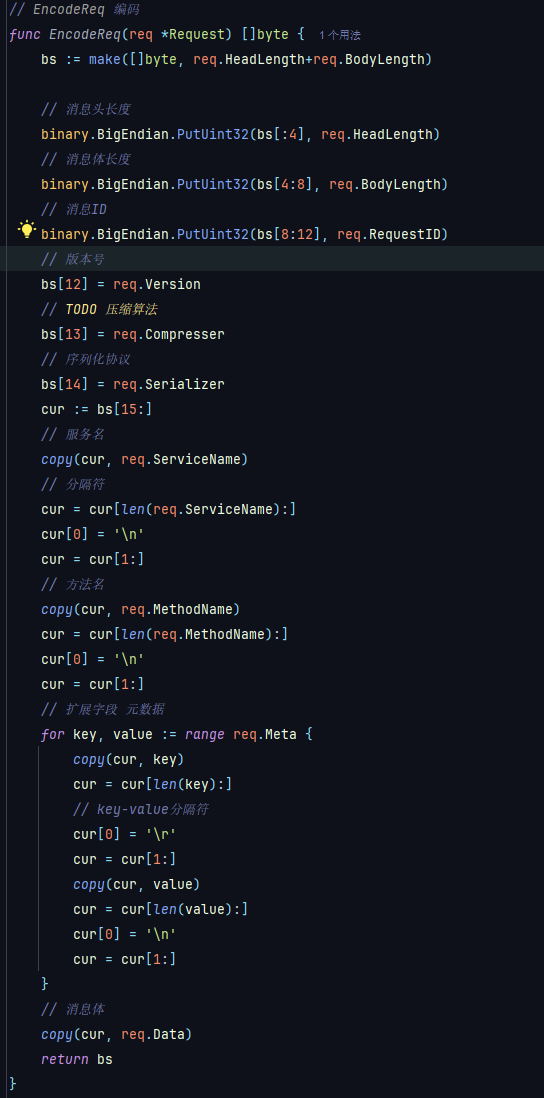 // EncodeReq 编码
func EncodeReq(req *Request) []byte { 1个用法
bs := make([]byte, req.HeadLength+req.BodyLength)
// 消息头长度
binary.BigEndian.PutUint32(bs[:4], req.HeadLength)
// 消息体长度
binary.BigEndian.PutUint32(bs[4:8], req.BodyLength)
// 消息ID
binary.BigEndian.PutUint32(bs[8:12], req.RequestID)
// 版本号
bs[12] = req.Version
// TODO 压缩算法
bs[13] = req.Compresser
// 序列化协议
bs[14] = req.Serializer
cur := bs[15:]
// 服务名
copy(cur, req.ServiceName)
// 分隔符
cur = cur[len(req.ServiceName):]
cur[0] = '\n'
cur = cur[1:]
// 方法名
copy(cur, req.MethodName)
cur = cur[len(req.MethodName):]
cur[0] = '\n'
cur = cur[1:]
// 扩展字段 元数据
for key, value := range req.Meta {
copy(cur, key)
cur = cur[len(key):]
// key-value分隔符
cur[0] = '\r'
cur = cur[1:]
copy(cur, value)
cur = cur[len(value):]
cur[0] = '\n'
cur = cur[1:]
}
// 消息体
copy(cur, req.Data)
return bs
}